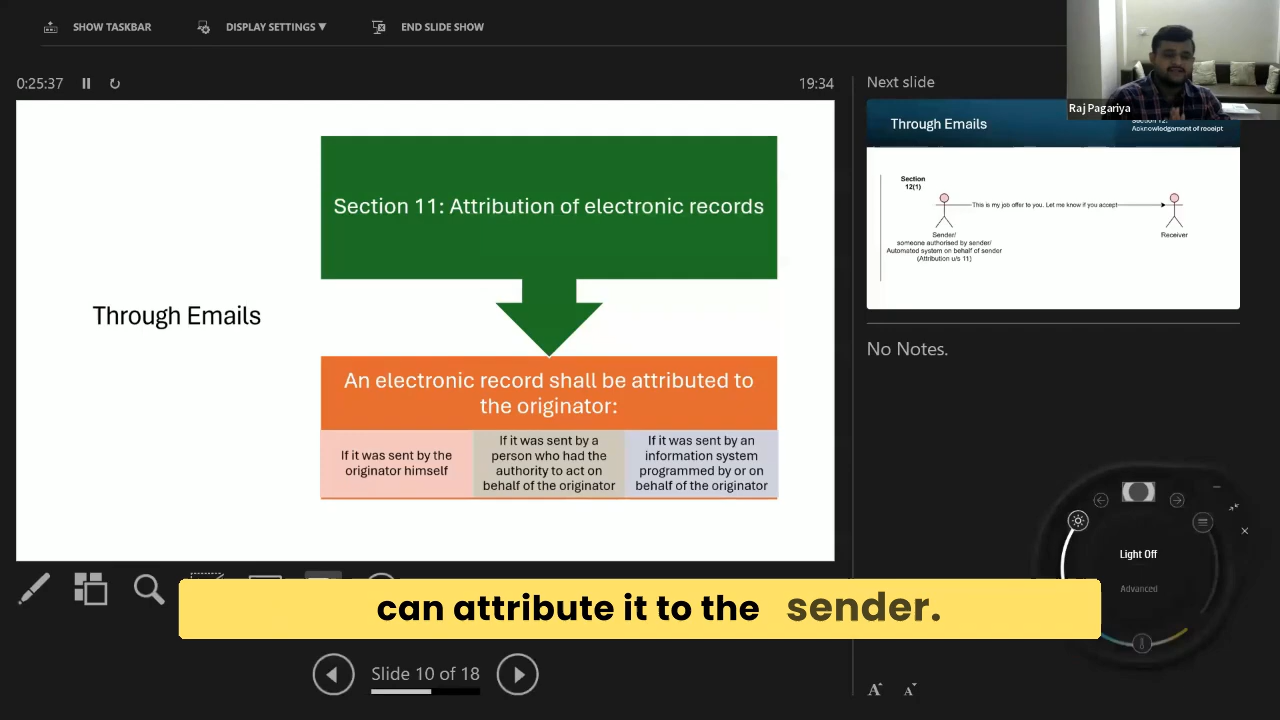 SHOW TASKBAR
DISPLAY SETTINGS ▼
END SLIDE SHOW
0:25:37
19:34
Next slide
Raj Pagariya
Section 11: Attribution of electronic records
Through Emails
An electronic record shall be attributed to
the originator:
If it was sent by the
originator himself
If it was sent by a
person who had the
authority to act on
behalf of the originator
If it was sent by an
information system
programmed by or on
behalf of the originator
Through Emails
Section 12:
Acknowledgement of receipt
Section
12(1)
This is my job offer to you. Let me know if you accept
Sender/
someone authorised by sender/
Automated system on behalf of sender
(Attribution u/s 11)
Receiver
No Notes.
Light Off
Advanced
can attribute it to the sender.
Slide 10 of 18
A A